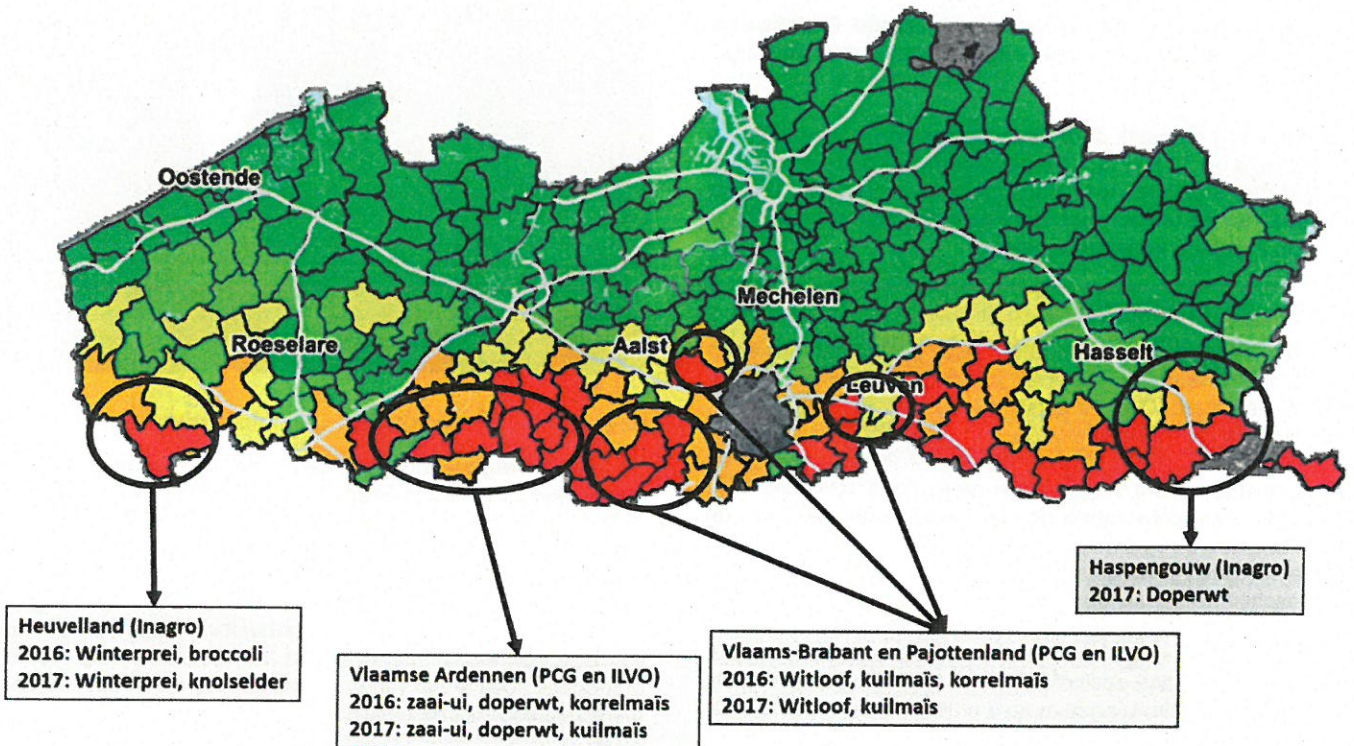 Oostende
Mechelen
Roeselare
Aalst
Hasselt
Leuven
Haspengouw (Inagro)
2017: Doperwt
Heuvelland (Inagro)
2016: Winterprei, broccoli
2017: Winterprei, knolselder
Vlaamse Ardennen (PCG en ILVO)
2016: zaai-ui, doperwt, korrelmaïs
2017: zaai-ui, doperwt, kuilmaïs
Vlaams-Brabant en Pajottenland (PCG en ILVO)
2016: Witloof, kuilmaïs, korrelmaïs
2017: Witloof, kuilmaïs